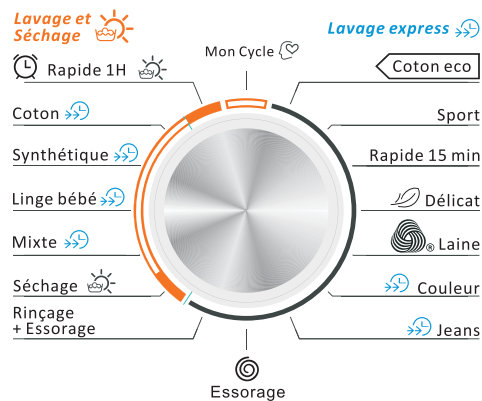 Lavage et
Séchage
Lavage express
Mon Cycle
Rapide 1H
Coton eco
Coton
Sport
Synthétique
Rapide 15 min
Linge bébé
Délicat
Mixte
® Laine
Séchage
Couleur
Rinçage
+ Essorage
Jeans
Essorage